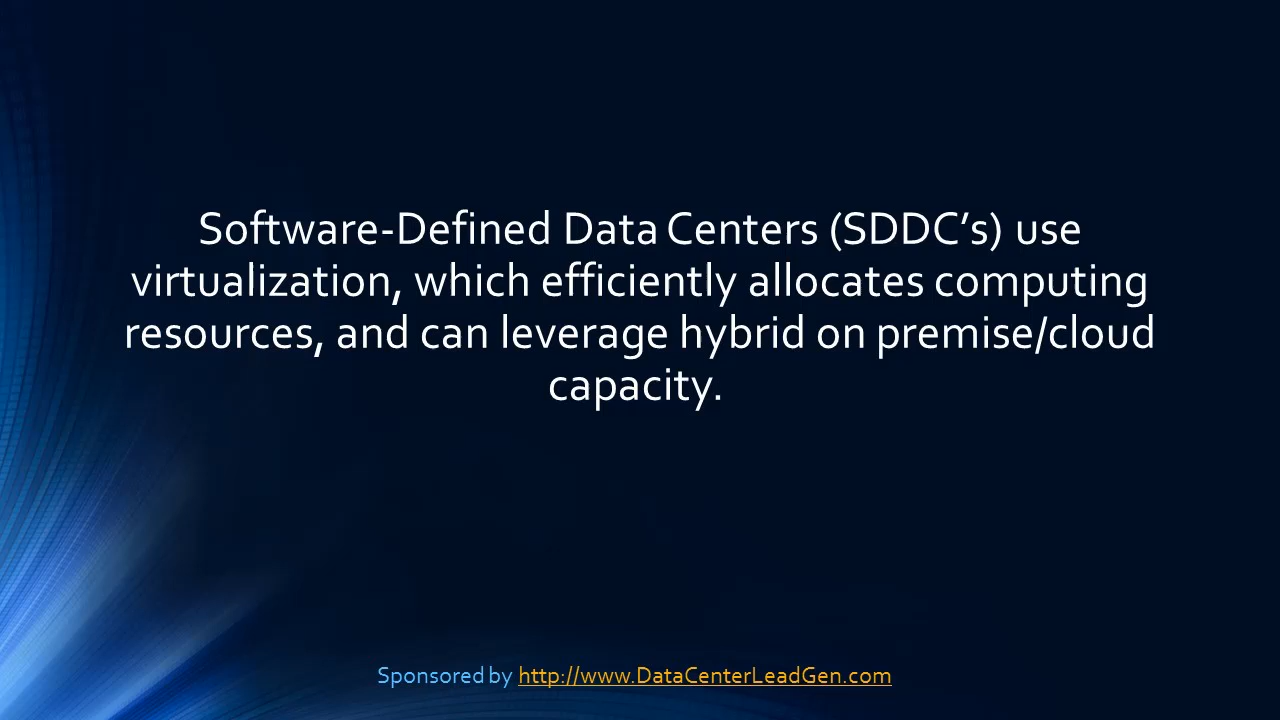 Software-Defined Data Centers (SDDC’s) use
virtualization, which efficiently allocates computing
resources, and can leverage hybrid on premise/cloud
capacity.
Sponsored by http://www.DataCenterLeadGen.com